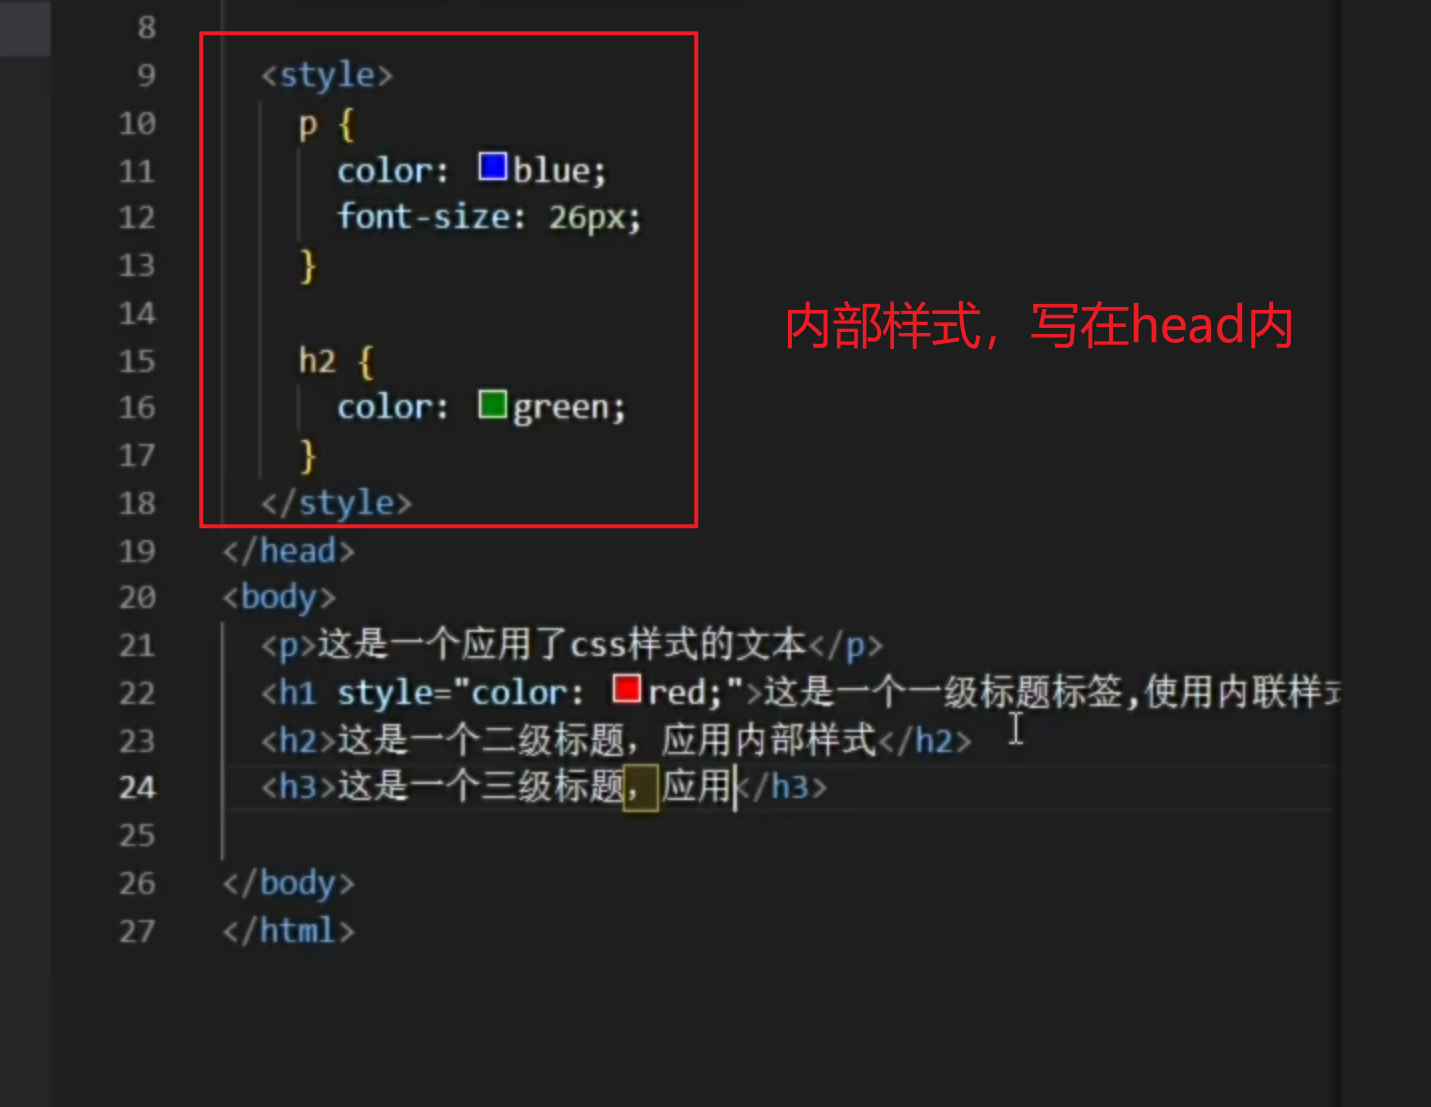 8
9 <style>
10 p {
11 color: blue;
12 font-size: 26px;
13 }
14
15 h2 {
16 color: green;
17 }
18 </style>
内部样式，写在head内
19 </head>
20 <body>
21 <p>这是一个应用了css样式的文本</p>
22 <h1 style="color: red;">这是一个一级标题标签,使用内联样
23 <h2>这是一个二级标题，应用内部样式</h2>
24 <h3>这是一个三级标题，应用</h3>
25
26 </body>
27 </html>